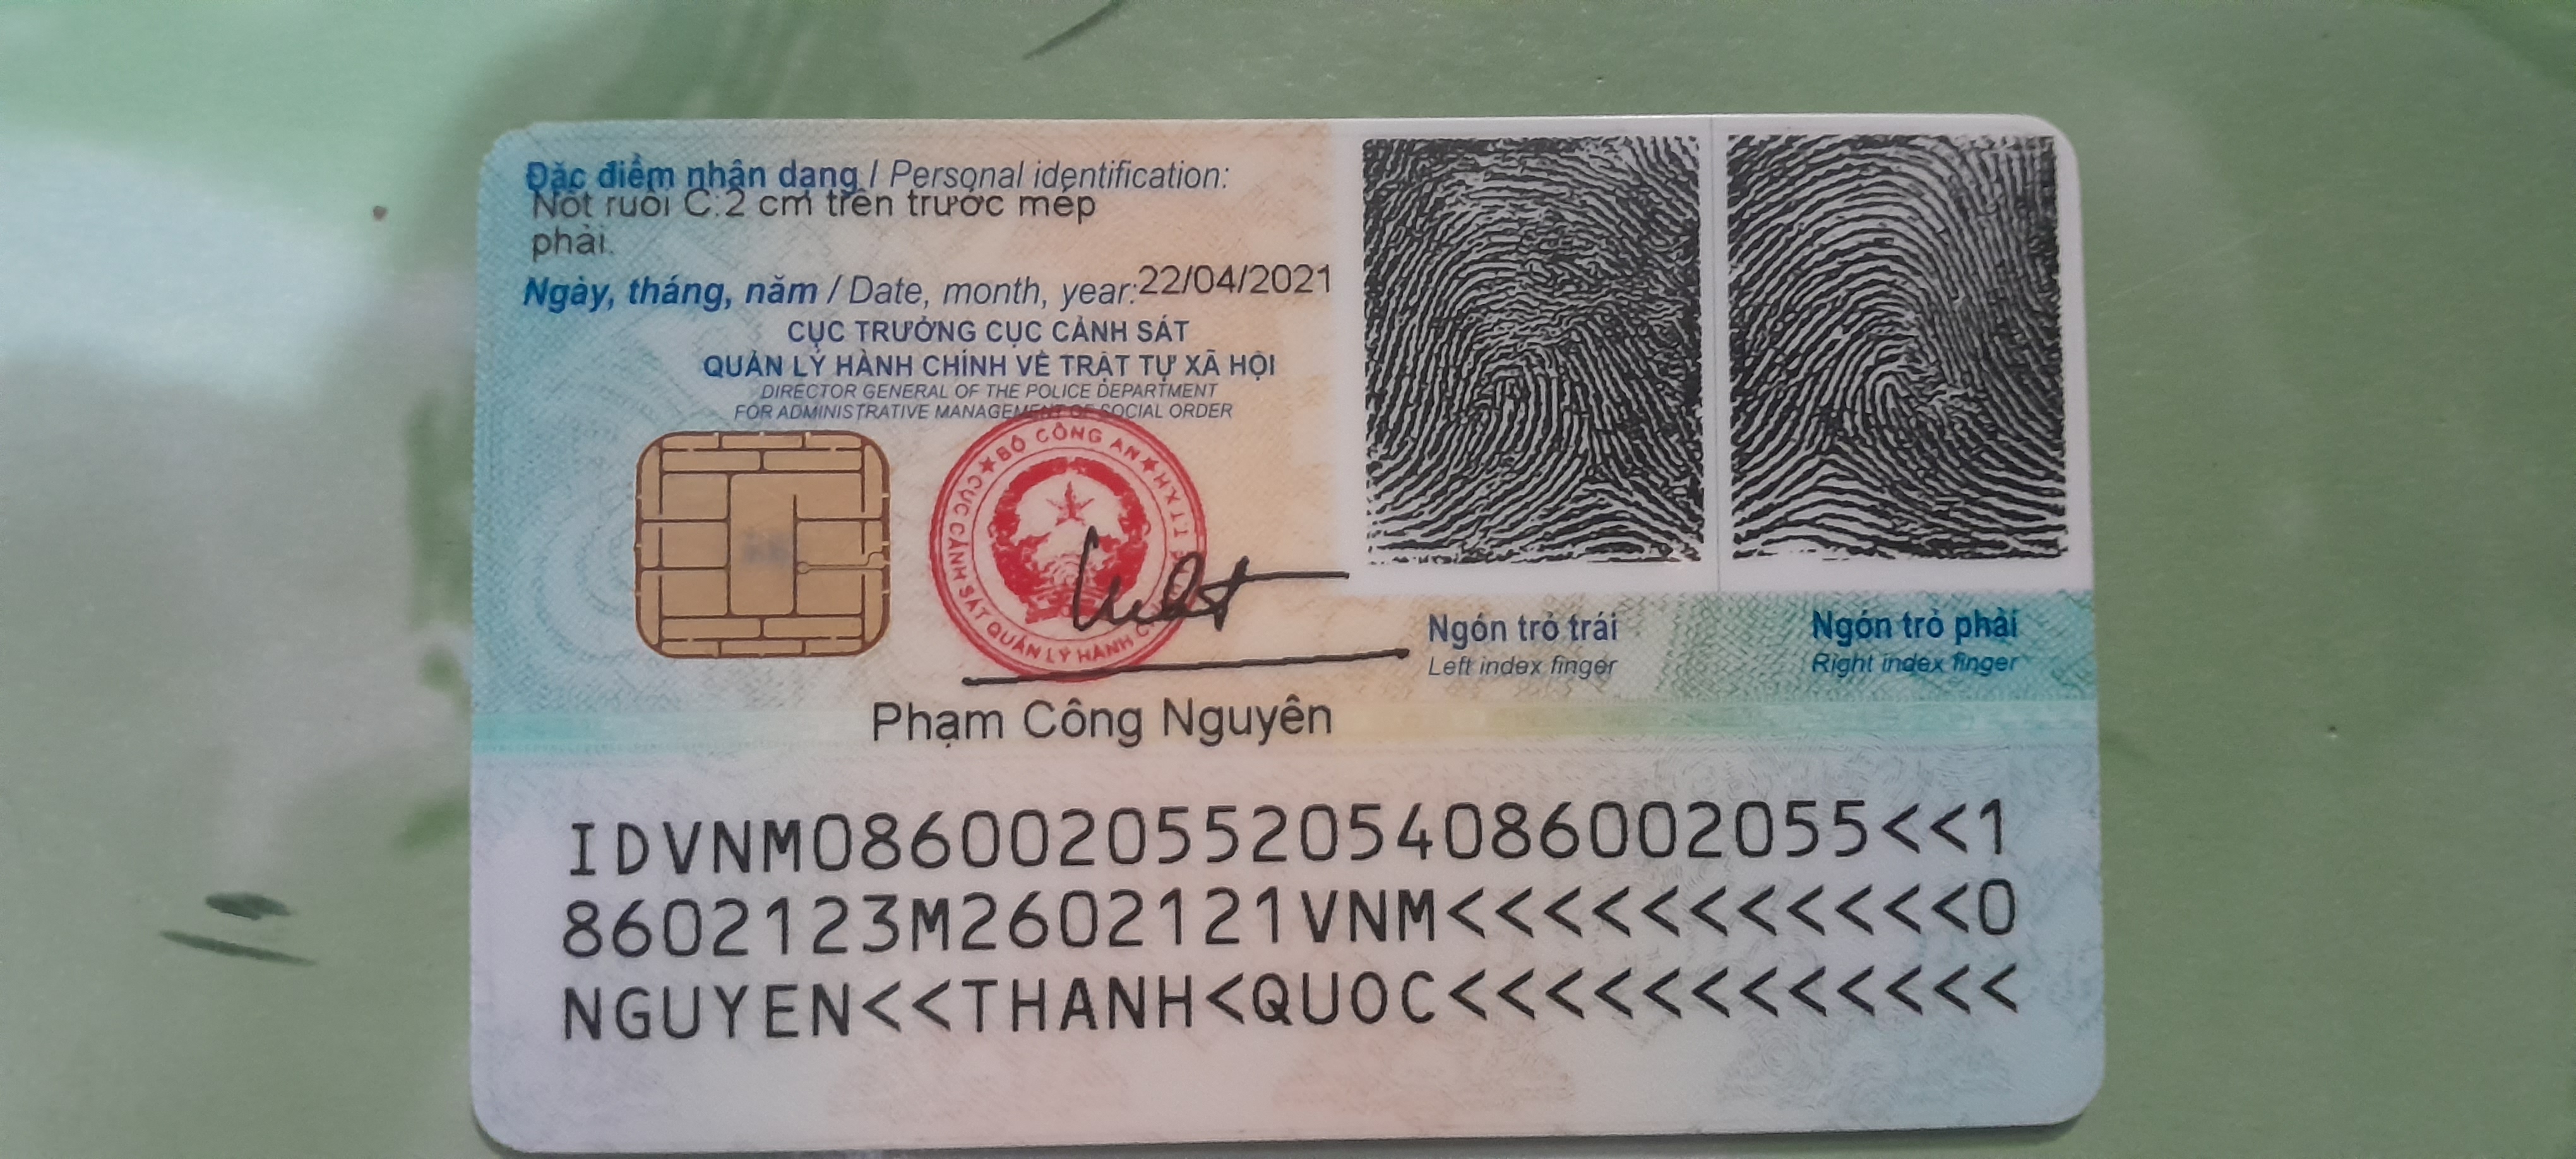 Đặc điểm nhân dạng / Personal identification:
Nốt ruồi C.2 cm trên trước mép
phải.
Ngày, tháng, năm / Date, month, year: 22/04/2021
CỤC TRƯỞNG CỤC CẢNH SÁT
QUẢN LÝ HÀNH CHÍNH VỀ TRẬT TỰ XÃ HỘI
DIRECTOR GENERAL OF THE POLICE DEPARTMENT
FOR ADMINISTRATIVE MANAGEMENT OF SOCIAL ORDER
BỘ CÔNG AN
CỤC CẢNH SÁT QUẢN LÝ HÀNH CHÍNH VỀ T.T.X.H
Phạm Công Nguyên
Ngón trỏ trái
Left index finger
Ngón trỏ phải
Right index finger
IDVNM0860020552054086002055<<1
8602123M2602121VNM<<<<<<<<<<<0
NGUYEN<<THANH<QUOC<<<<<<<<<<<<